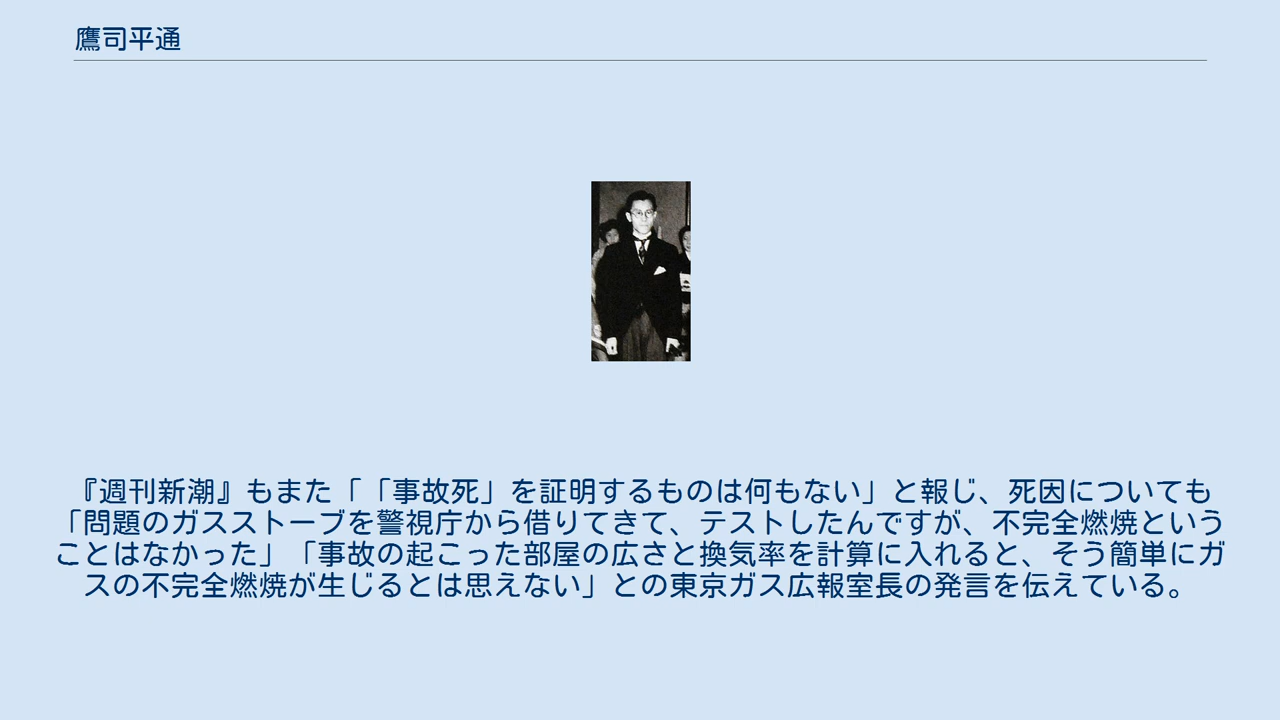 鷹司平通
『週刊新潮』もまた「「事故死」を証明するものは何もない」と報じ、死因についても
「問題のガスストーブを警視庁から借りてきて、テストしたんですが、不完全燃焼という
ことはなかった」「事故の起こった部屋の広さと換気率を計算に入れると、そう簡単にガ
スの不完全燃焼が生じるとは思えない」との東京ガス広報室長の発言を伝えている。